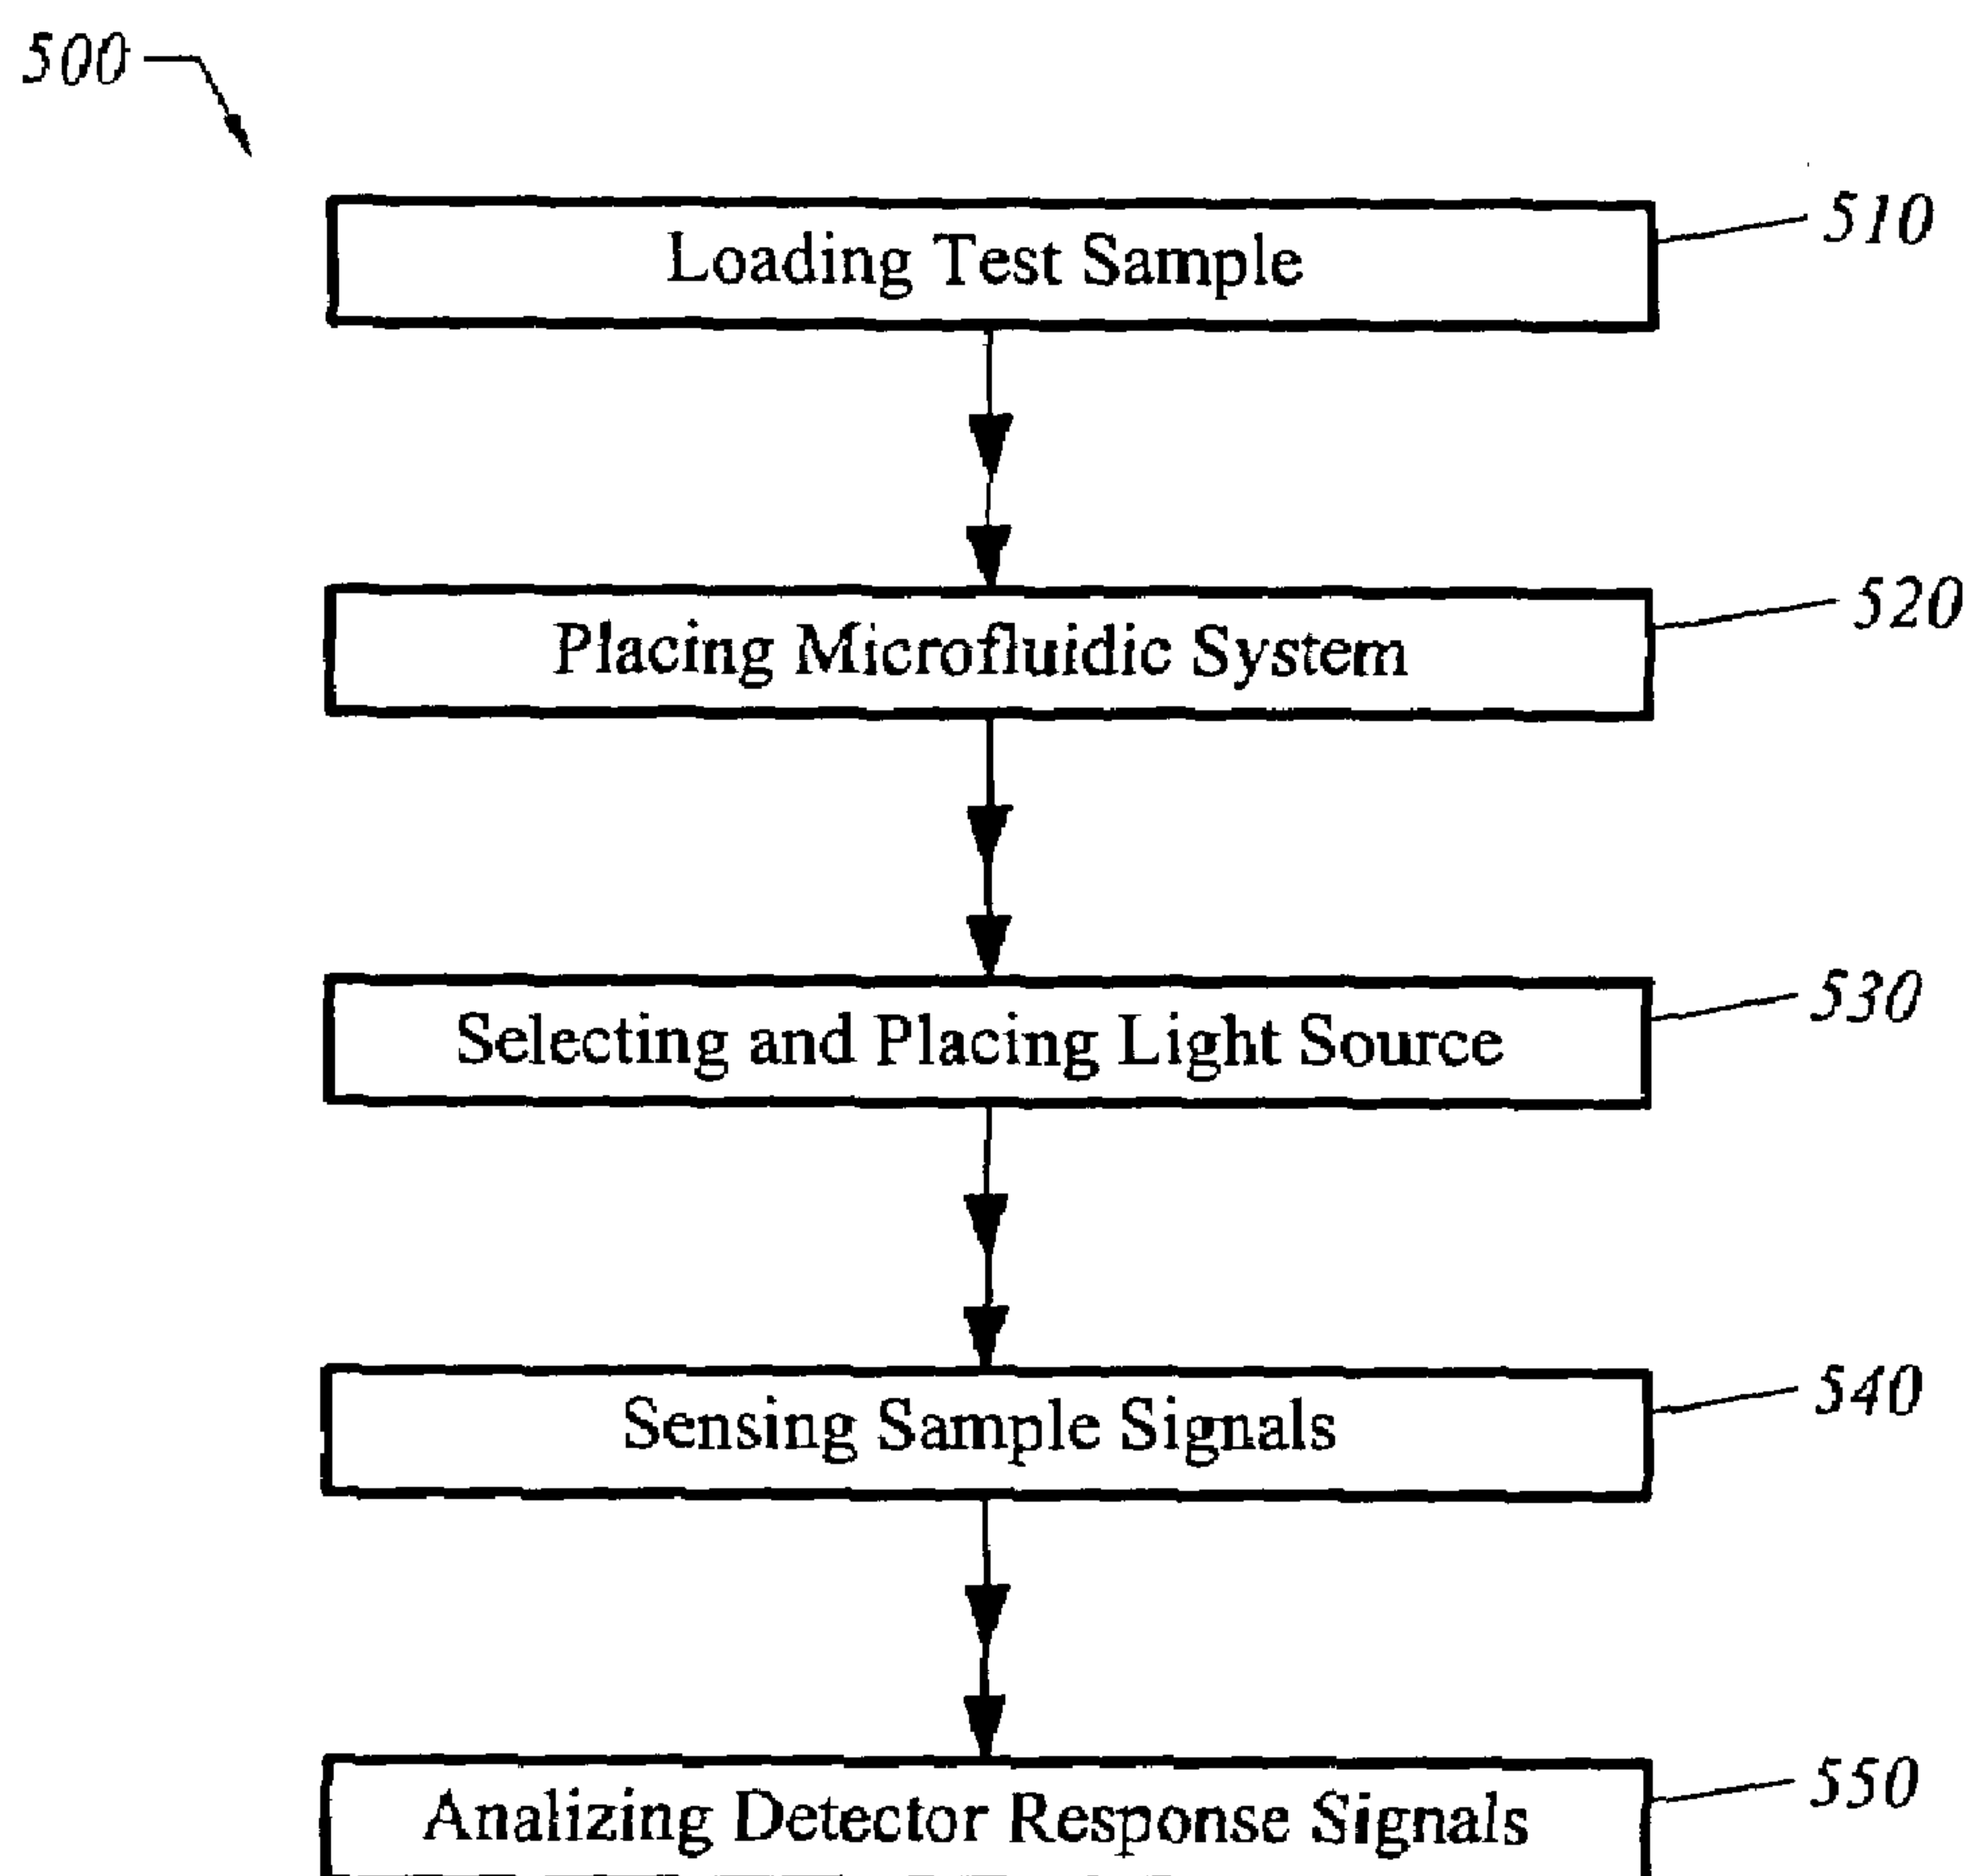 500
Loading Test Sample 510
Placing Microfluidic System 520
Selecting and Placing Light Source 530
Sensing Sample Signals 540
Analizing Detector Response Signals 550